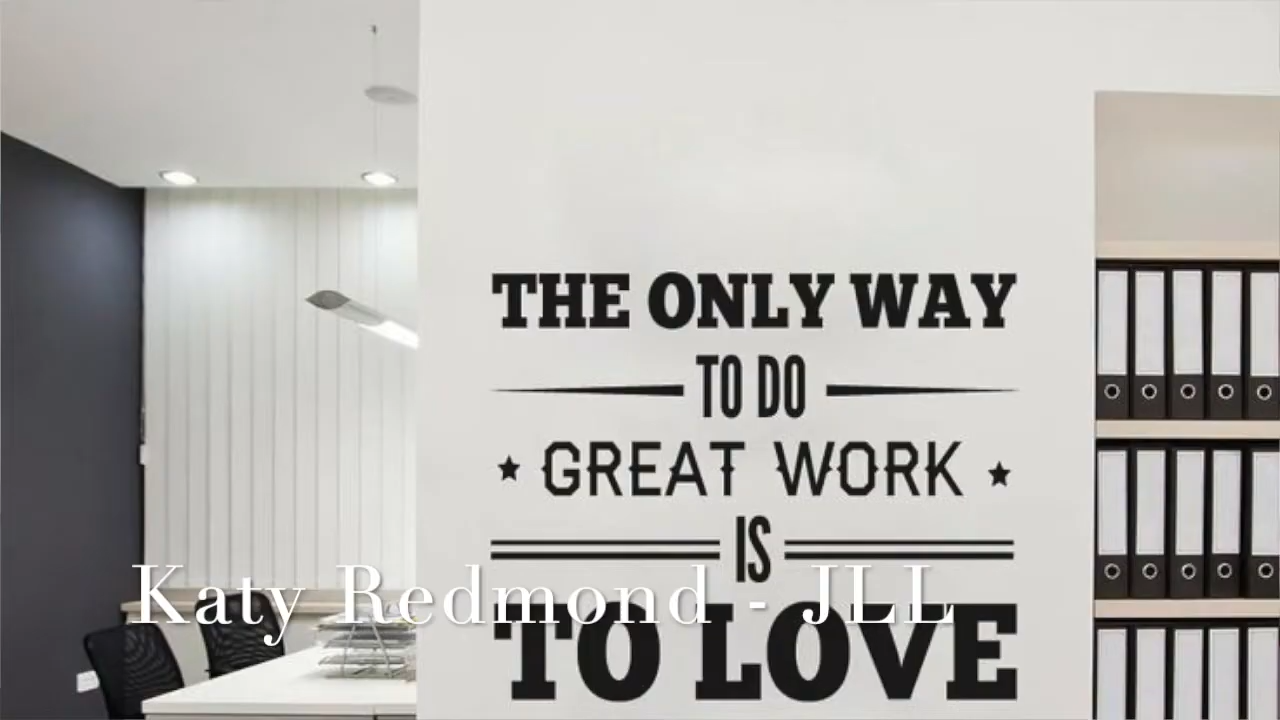 THE ONLY WAY
TO DO
GREAT WORK
IS
Katy Redmond - JLL
TO LOVE